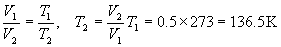 V₁/V₂ = T₁/T₂, T₂ = V₂/V₁ T₁ = 0.5×273 = 136.5K